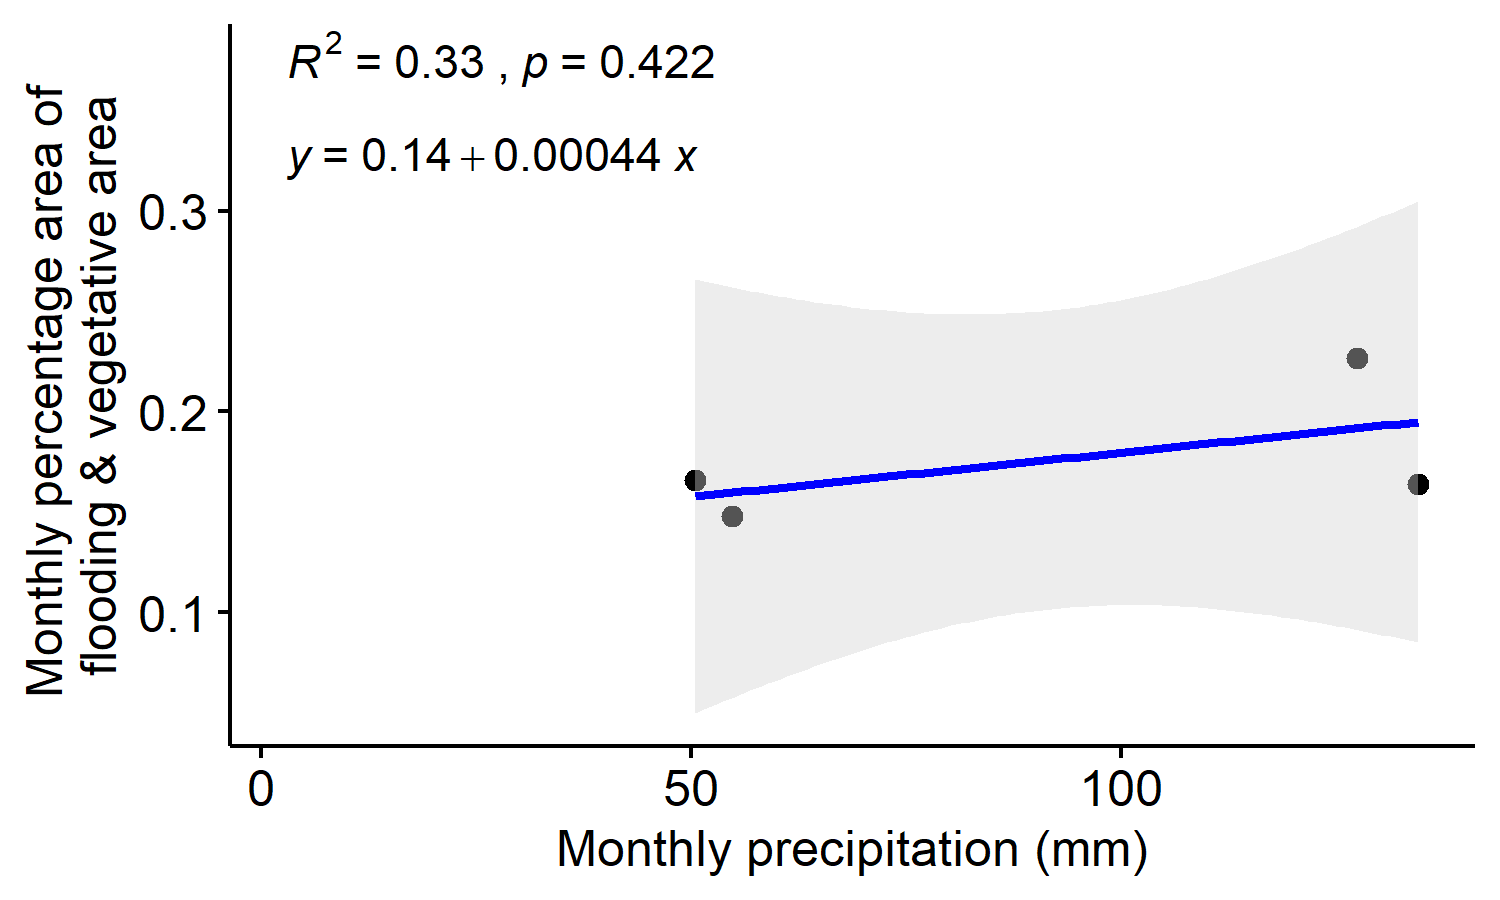 R² = 0.33 , p = 0.422
y = 0.14 + 0.00044 x
Monthly percentage area of
flooding & vegetative area
0.3
0.2
0.1
0
50
100
Monthly precipitation (mm)